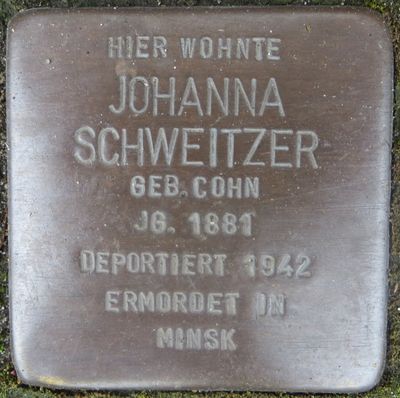 HIER WOHNTE
JOHANNA
SCHWEITZER
GEB. COHN
JG. 1881
DEPORTIERT 1942
ERMORDET IN
MINSK